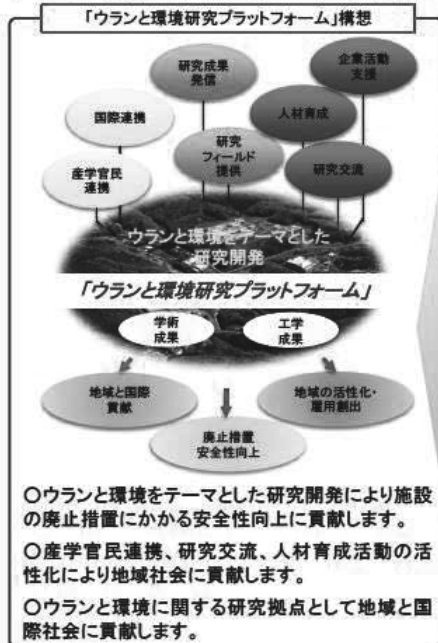 「ウランと環境研究プラットフォーム」構想
研究成果
発信
企業活動
支援
国際連携
人材育成
産学官民
連携
研究
フィールド
提供
研究交流
ウランと環境をテーマとした
研究開発
「ウランと環境研究プラットフォーム」
学術
成果
工学
成果
地域と国際
貢献
地域の活性化・
雇用創出
廃止措置
安全性向上
○ウランと環境をテーマとした研究開発により施設
の廃止措置にかかる安全性向上に貢献します。
○産学官民連携、研究交流、人材育成活動の活
性化により地域社会に貢献します。
○ウランと環境に関する研究拠点として地域と国
際社会に貢献します。